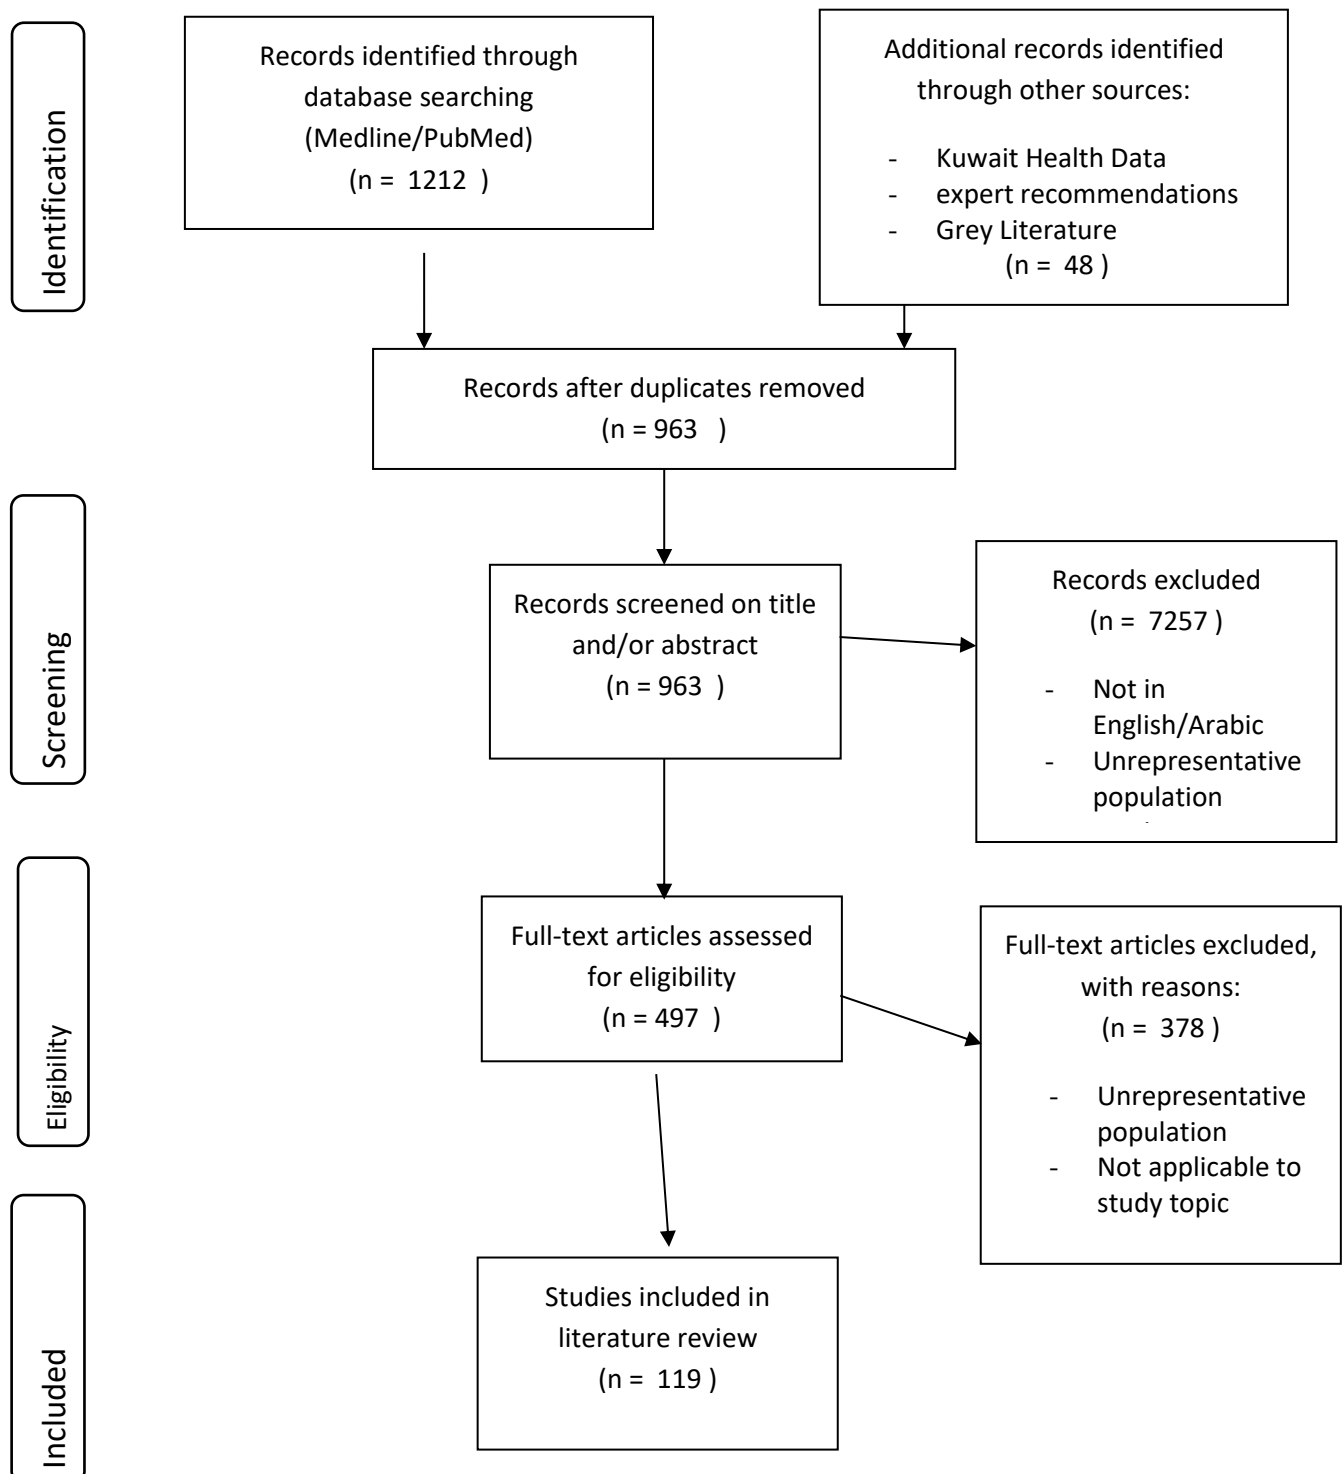 Identification
Records identified through
database searching
(Medline/PubMed)
(n = 1212 )
Additional records identified
through other sources:
- Kuwait Health Data
- expert recommendations
- Grey Literature
(n = 48 )
Records after duplicates removed
(n = 963 )
Screening
Records screened on title
and/or abstract
(n = 963 )
Records excluded
(n = 7257 )
- Not in
English/Arabic
- Unrepresentative
population
Eligibility
Full-text articles assessed
for eligibility
(n = 497 )
Full-text articles excluded,
with reasons:
(n = 378 )
- Unrepresentative
population
- Not applicable to
study topic
Included
Studies included in
literature review
(n = 119 )